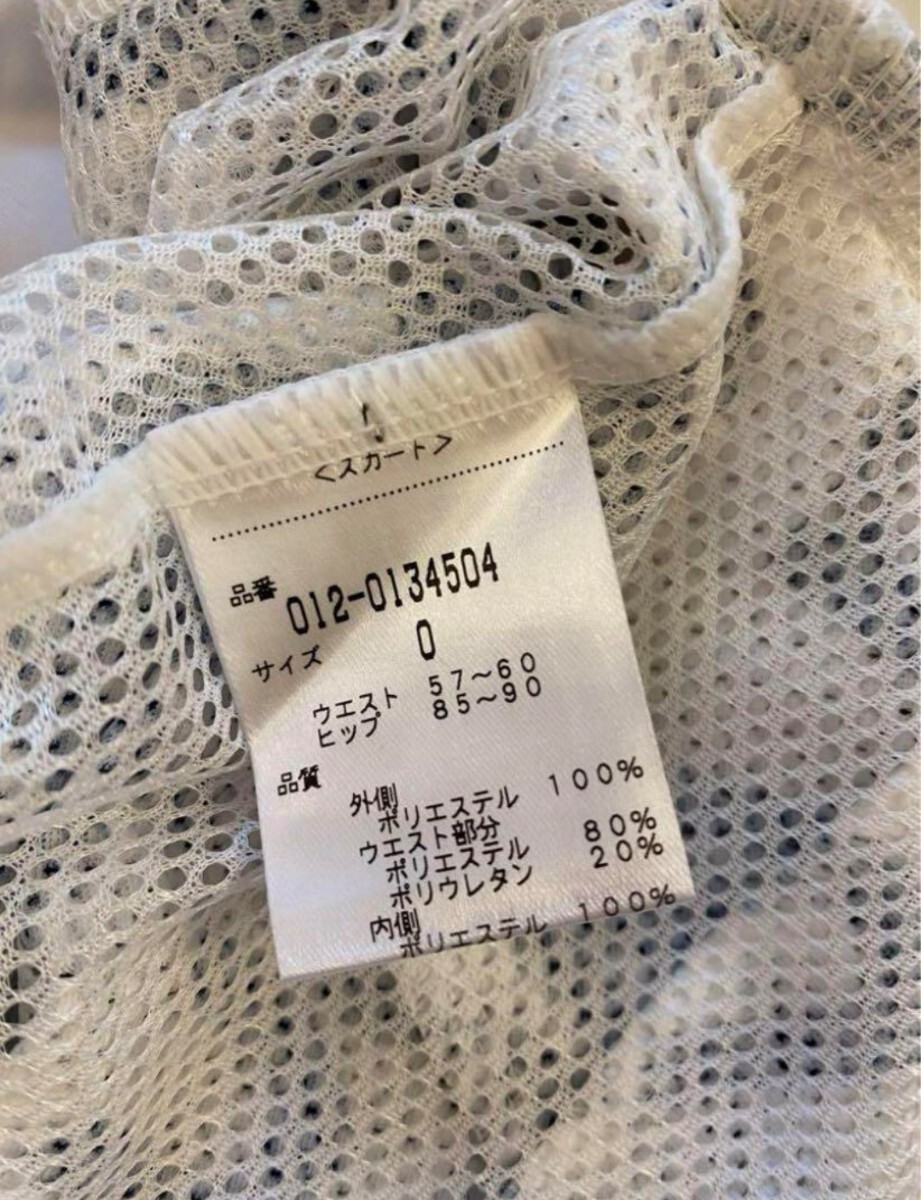 <スカート>
品番 012-0134504
サイズ 0
ウエスト 57～60
ヒップ 85～90
品質
外側
ポリエステル 100%
ウエスト部分
ポリエステル 80%
ポリウレタン 20%
内側
ポリエステル 100%